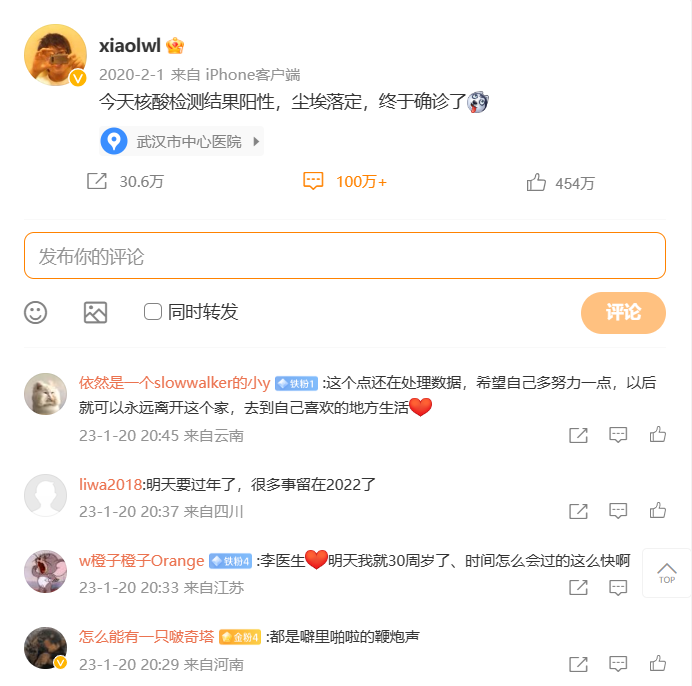 xiaolwl
2020-2-1 来自 iPhone客户端
今天核酸检测结果阳性，尘埃落定，终于确诊了
武汉市中心医院
30.6万 100万+ 454万
发布你的评论
同时转发 评论
依然是一个slowwalker的小y 铁粉1 :这个点还在处理数据，希望自己多努力一点，以后
就可以永远离开这个家，去到自己喜欢的地方生活
23-1-20 20:45 来自云南
liwa2018:明天要过年了，很多事留在2022了
23-1-20 20:37 来自四川
w橙子橙子Orange 铁粉4 :李医生明天我就30周岁了、时间怎么会过的这么快啊
TOP
23-1-20 20:33 来自江苏
怎么能有一只啵奇塔 金粉4 :都是噼里啪啦的鞭炮声
23-1-20 20:29 来自河南